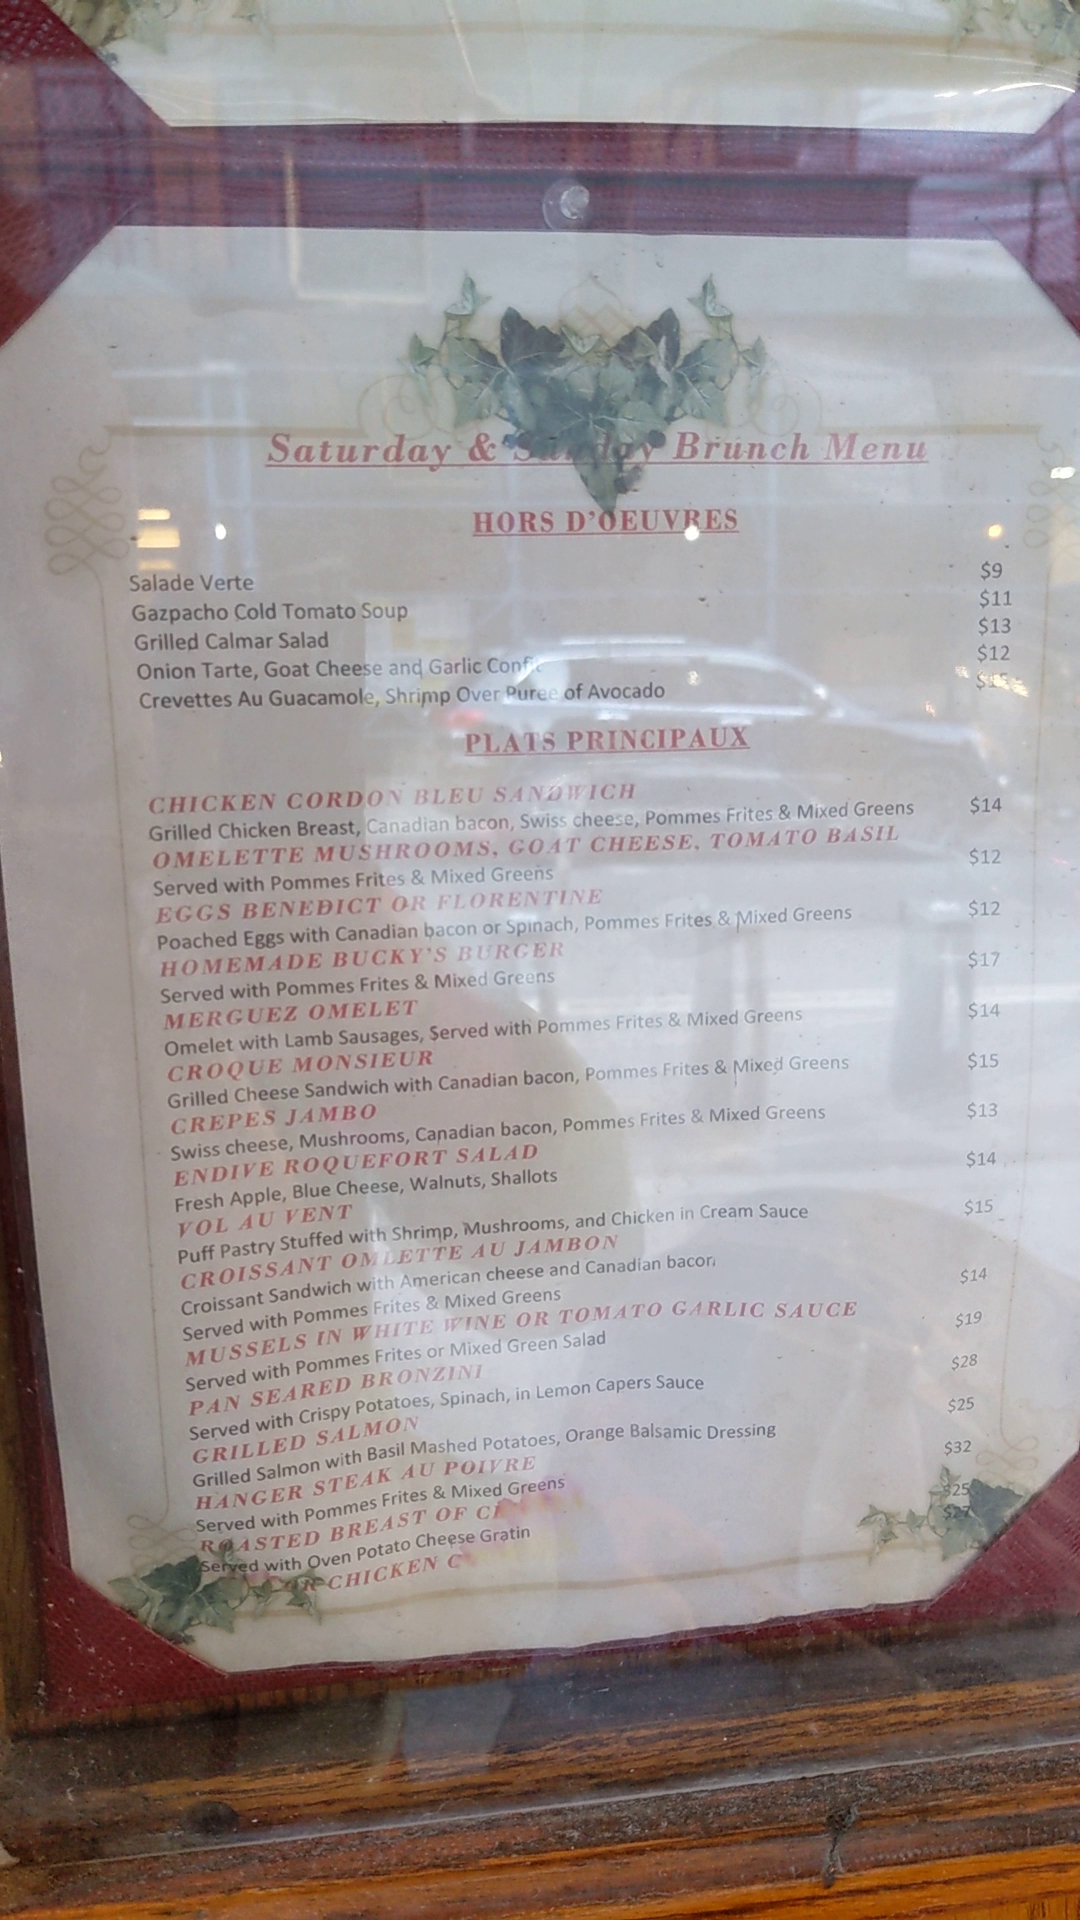 Saturday & Sunday Brunch Menu
HORS D'OEUVRES
Salade Verte $9
Gazpacho Cold Tomato Soup $11
Grilled Calmar Salad $13
Onion Tarte, Goat Cheese and Garlic Confit $12
Crevettes Au Guacamole, Shrimp Over Puree of Avocado
PLATS PRINCIPAUX
CHICKEN CORDON BLEU SANDWICH
Grilled Chicken Breast, Canadian bacon, Swiss cheese, Pommes Frites & Mixed Greens $14
OMELETTE MUSHROOMS, GOAT CHEESE, TOMATO BASIL
Served with Pommes Frites & Mixed Greens $12
EGGS BENEDICT OR FLORENTINE
Poached Eggs with Canadian bacon or Spinach, Pommes Frites & Mixed Greens $12
HOMEMADE BUCKY'S BURGER
Served with Pommes Frites & Mixed Greens $17
MERGUEZ OMELET
Omelet with Lamb Sausages, Served with Pommes Frites & Mixed Greens $14
CROQUE MONSIEUR
Grilled Cheese Sandwich with Canadian bacon, Pommes Frites & Mixed Greens $15
CREPES JAMBO
Swiss cheese, Mushrooms, Canadian bacon, Pommes Frites & Mixed Greens $13
ENDIVE ROQUEFORT SALAD
Fresh Apple, Blue Cheese, Walnuts, Shallots $14
VOL AU VENT
Puff Pastry Stuffed with Shrimp, Mushrooms, and Chicken in Cream Sauce $15
CROISSANT OMLETTE AU JAMBON
Croissant Sandwich with American cheese and Canadian bacon,
Served with Pommes Frites & Mixed Greens $14
MUSSELS IN WHITE WINE OR TOMATO GARLIC SAUCE
Served with Pommes Frites or Mixed Green Salad $19
PAN SEARED BRONZINI
Served with Crispy Potatoes, Spinach, in Lemon Capers Sauce $28
GRILLED SALMON
Grilled Salmon with Basil Mashed Potatoes, Orange Balsamic Dressing $25
HANGER STEAK AU POIVRE
Served with Pommes Frites & Mixed Greens $32
ROASTED BREAST OF
Served with Oven Potato Cheese Gratin $25
CHICKEN $27